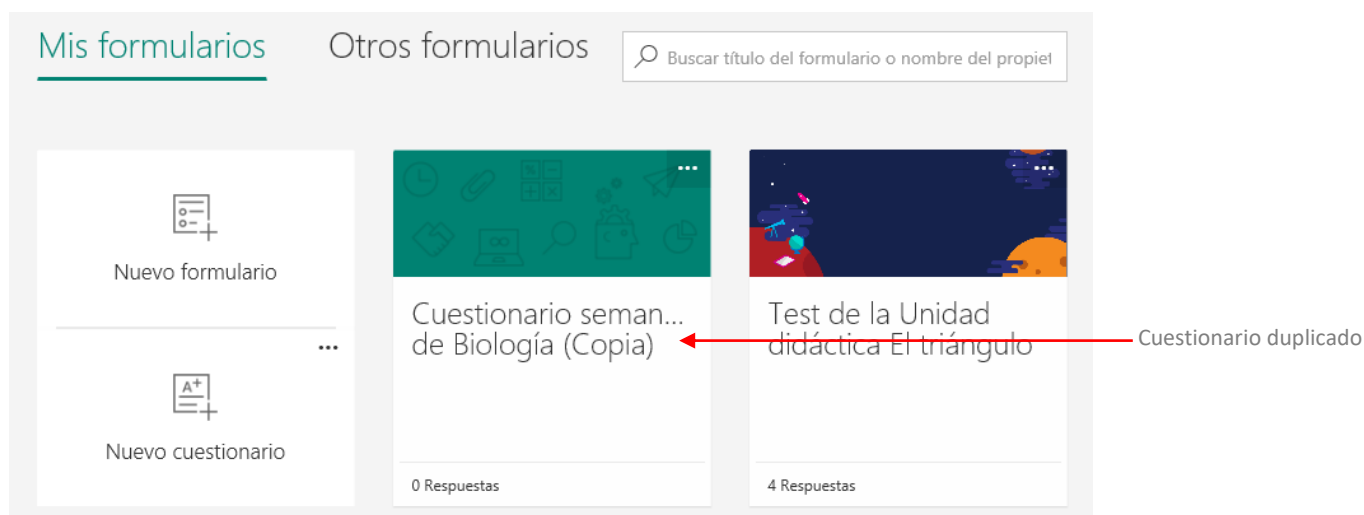 Mis formularios
Otros formularios
Buscar título del formulario o nombre del propiet
Nuevo formulario
Nuevo cuestionario
Cuestionario seman...
de Biología (Copia)
0 Respuestas
Test de la Unidad
didáctica El triángulo
4 Respuestas
Cuestionario duplicado